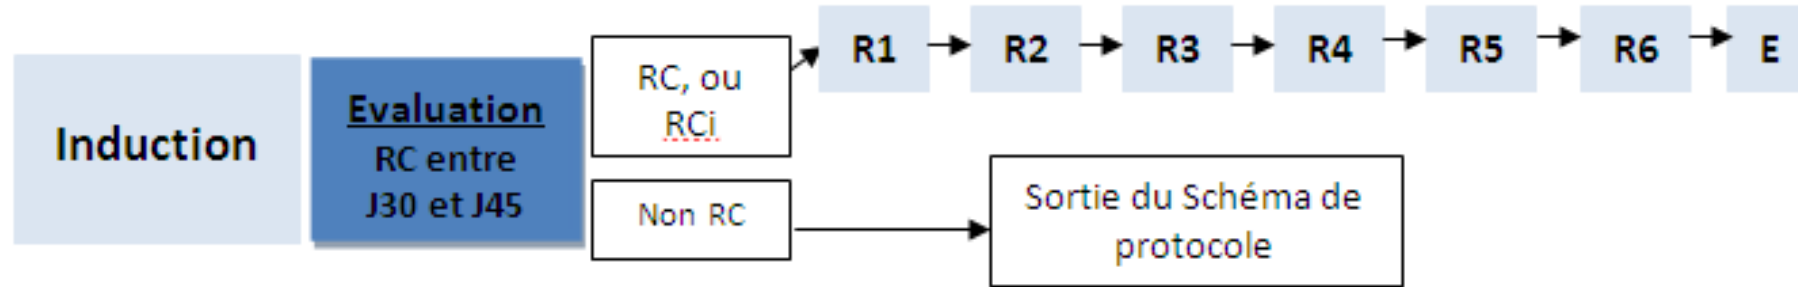 Induction
Evaluation
RC entre
J30 et J45
RC, ou
RCi
Non RC
R1
R2
R3
R4
R5
R6
E
Sortie du Schéma de
protocole